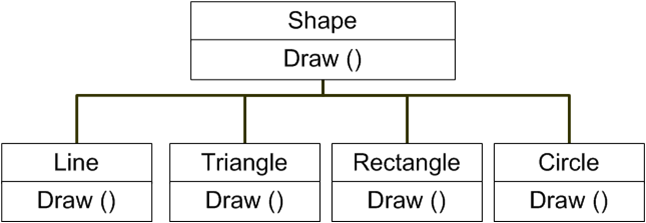 Shape
Draw ()
Line
Triangle
Rectangle
Circle
Draw ()
Draw ()
Draw ()
Draw ()